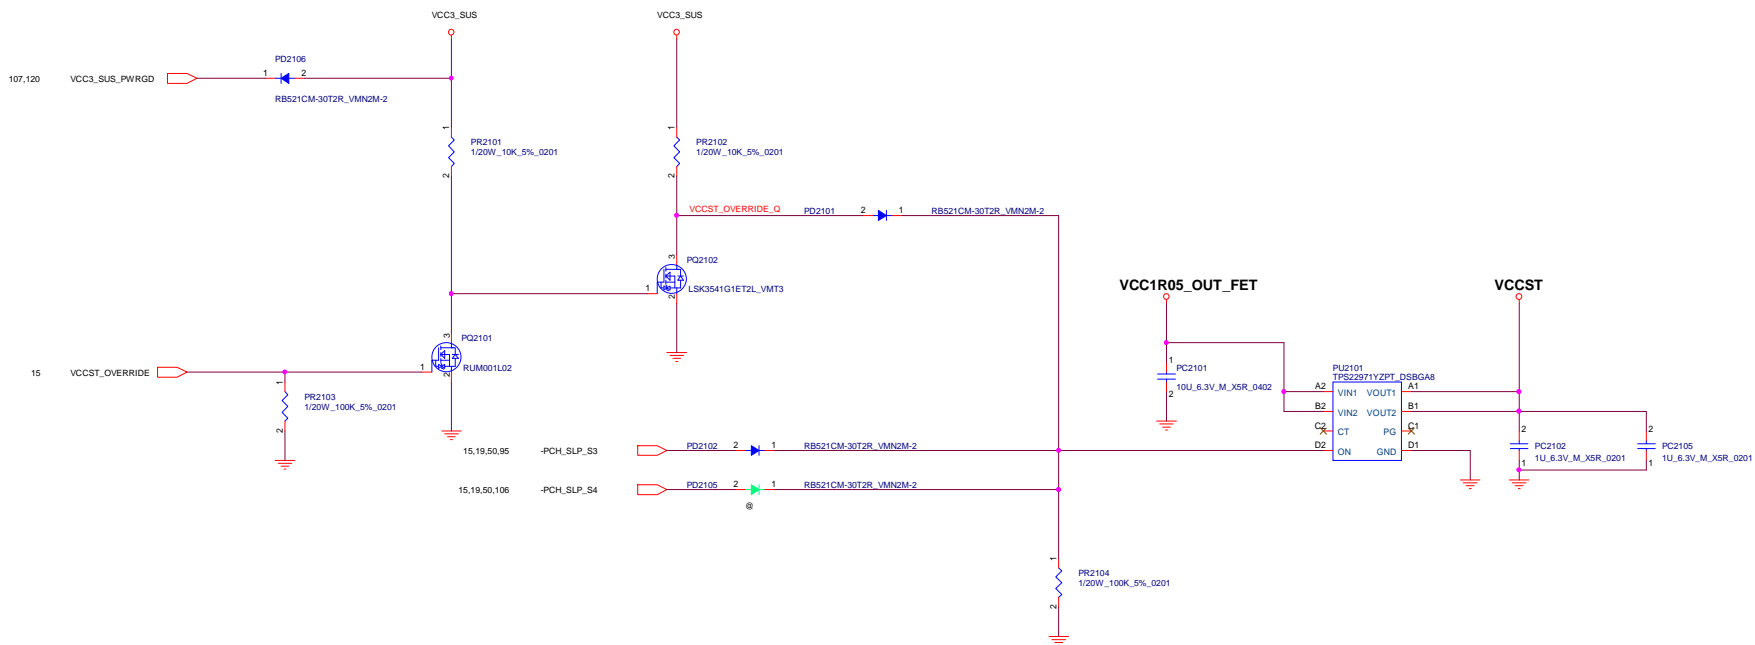 VCC3_SUS
VCC3_SUS
PD2106
107,120
VCC3_SUS_PWRGD
1
2
RB521CM-30T2R_VMN2M-2
1
PR2101
1/20W_10K_5%_0201
2
1
PR2102
1/20W_10K_5%_0201
2
VCCST_OVERRIDE_Q
PD2101
2
1
RB521CM-30T2R_VMN2M-2
3
PQ2102
1
LSK3541G1ET2L_VMT3
2
VCC1R05_OUT_FET
VCCST
3
PQ2101
1
RUM001L02
2
15
VCCST_OVERRIDE
1
PR2103
1/20W_100K_5%_0201
2
1
PC2101
10U_6.3V_M_X5R_0402
2
PU2101
TPS22971YZPT_DSBGA8
A2
VIN1
VOUT1
A1
B2
VIN2
VOUT2
B1
C2
CT
PG
C1
D2
ON
GND
D1
2
PC2102
1U_6.3V_M_X5R_0201
1
2
PC2105
1U_6.3V_M_X5R_0201
1
15,19,50,95
-PCH_SLP_S3
PD2102
2
1
RB521CM-30T2R_VMN2M-2
15,19,50,106
-PCH_SLP_S4
PD2105
2
1
RB521CM-30T2R_VMN2M-2
@
1
PR2104
1/20W_100K_5%_0201
2